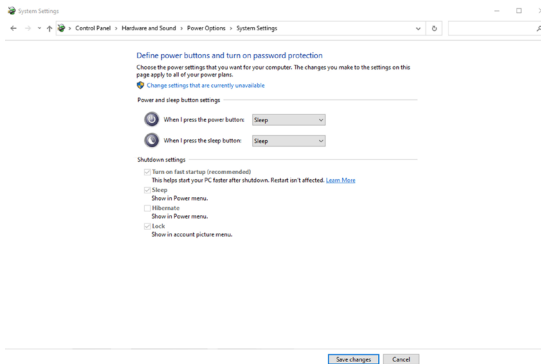 System Settings
Control Panel > Hardware and Sound > Power Options > System Settings
Define power buttons and turn on password protection
Choose the power settings that you want for your computer. The changes you make to the settings on this
page apply to all of your power plans.
Change settings that are currently unavailable
Power and sleep button settings
When I press the power button: Sleep
When I press the sleep button: Sleep
Shutdown settings
Turn on fast startup (recommended)
This helps start your PC faster after shutdown. Restart isn't affected. Learn More
Sleep
Show in Power menu.
Hibernate
Show in Power menu.
Lock
Show in account picture menu.
Save changes Cancel